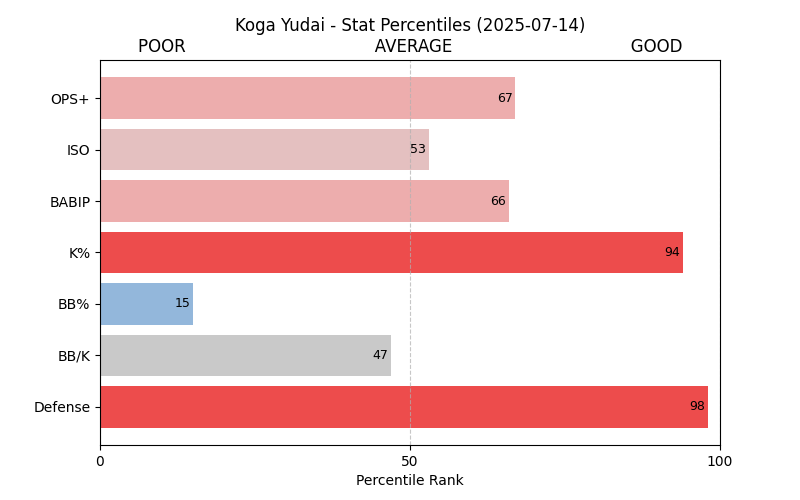 Koga Yudai - Stat Percentiles (2025-07-14)
POOR AVERAGE GOOD
OPS+ 67
ISO 53
BABIP 66
K% 94
BB% 15
BB/K 47
Defense 98
0 50 100
Percentile Rank